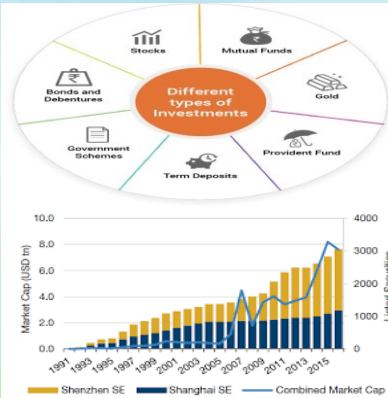 Stocks
Mutual Funds
Bonds and
Debentures
Different
types of
Investments
Gold
Government
Schemes
Provident Fund
Term Deposits
10.0
8.0
6.0
4.0
2.0
0.0
Market Cap (USD tn)
4000
3000
2000
1000
0
Listed Securities
1991
1993
1995
1997
1999
2001
2003
2005
2007
2009
2011
2013
2015
Shenzhen SE
Shanghai SE
Combined Market Cap